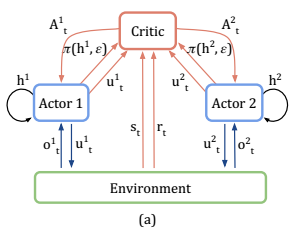 Critic
A¹ₜ
A²ₜ
π(h¹, ε)
π(h², ε)
h¹
u¹ₜ
u²ₜ
h²
Actor 1
Actor 2
o¹ₜ
u¹ₜ
sₜ
rₜ
u²ₜ
o²ₜ
Environment
(a)